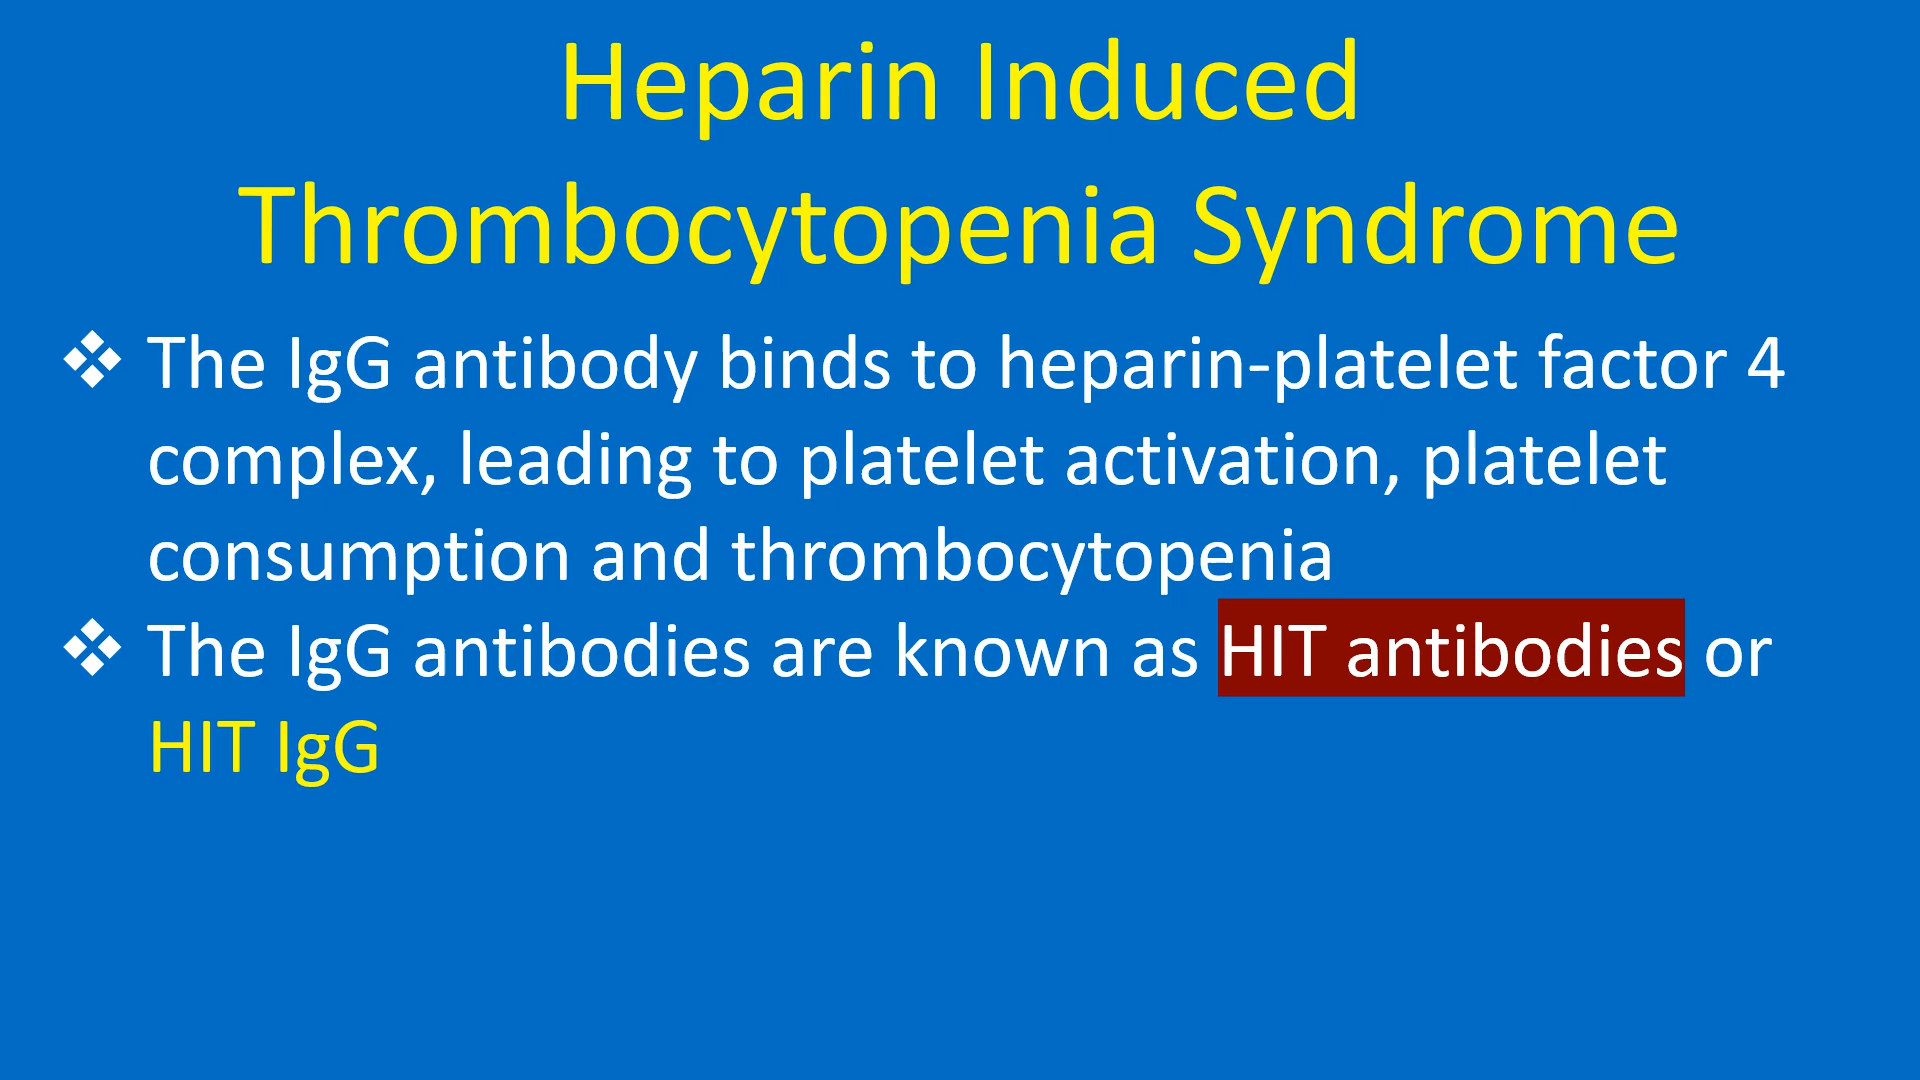 Heparin Induced
Thrombocytopenia Syndrome
❖ The IgG antibody binds to heparin-platelet factor 4
complex, leading to platelet activation, platelet
consumption and thrombocytopenia
❖ The IgG antibodies are known as HIT antibodies or
HIT IgG